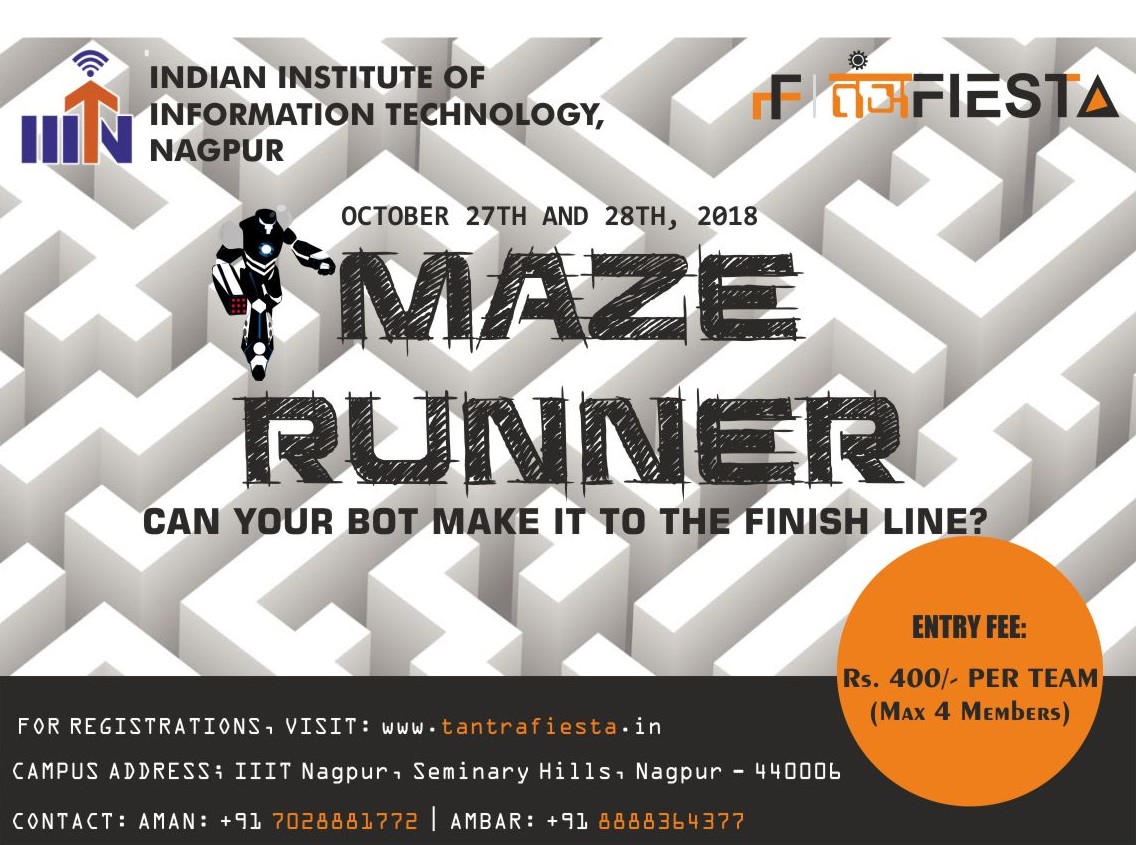 IIITN
INDIAN INSTITUTE OF
INFORMATION TECHNOLOGY,
NAGPUR
TF | तंत्रFIESTA
OCTOBER 27TH AND 28TH, 2018
MAZE
RUNNER
CAN YOUR BOT MAKE IT TO THE FINISH LINE?
ENTRY FEE:
Rs. 400/- PER TEAM
(Max 4 Members)
FOR REGISTRATIONS, VISIT: www.tantrafiesta.in
CAMPUS ADDRESS; IIIT Nagpur, Seminary Hills, Nagpur - 440006
CONTACT: AMAN: +91 7028881772 | AMBAR: +91 8888364377